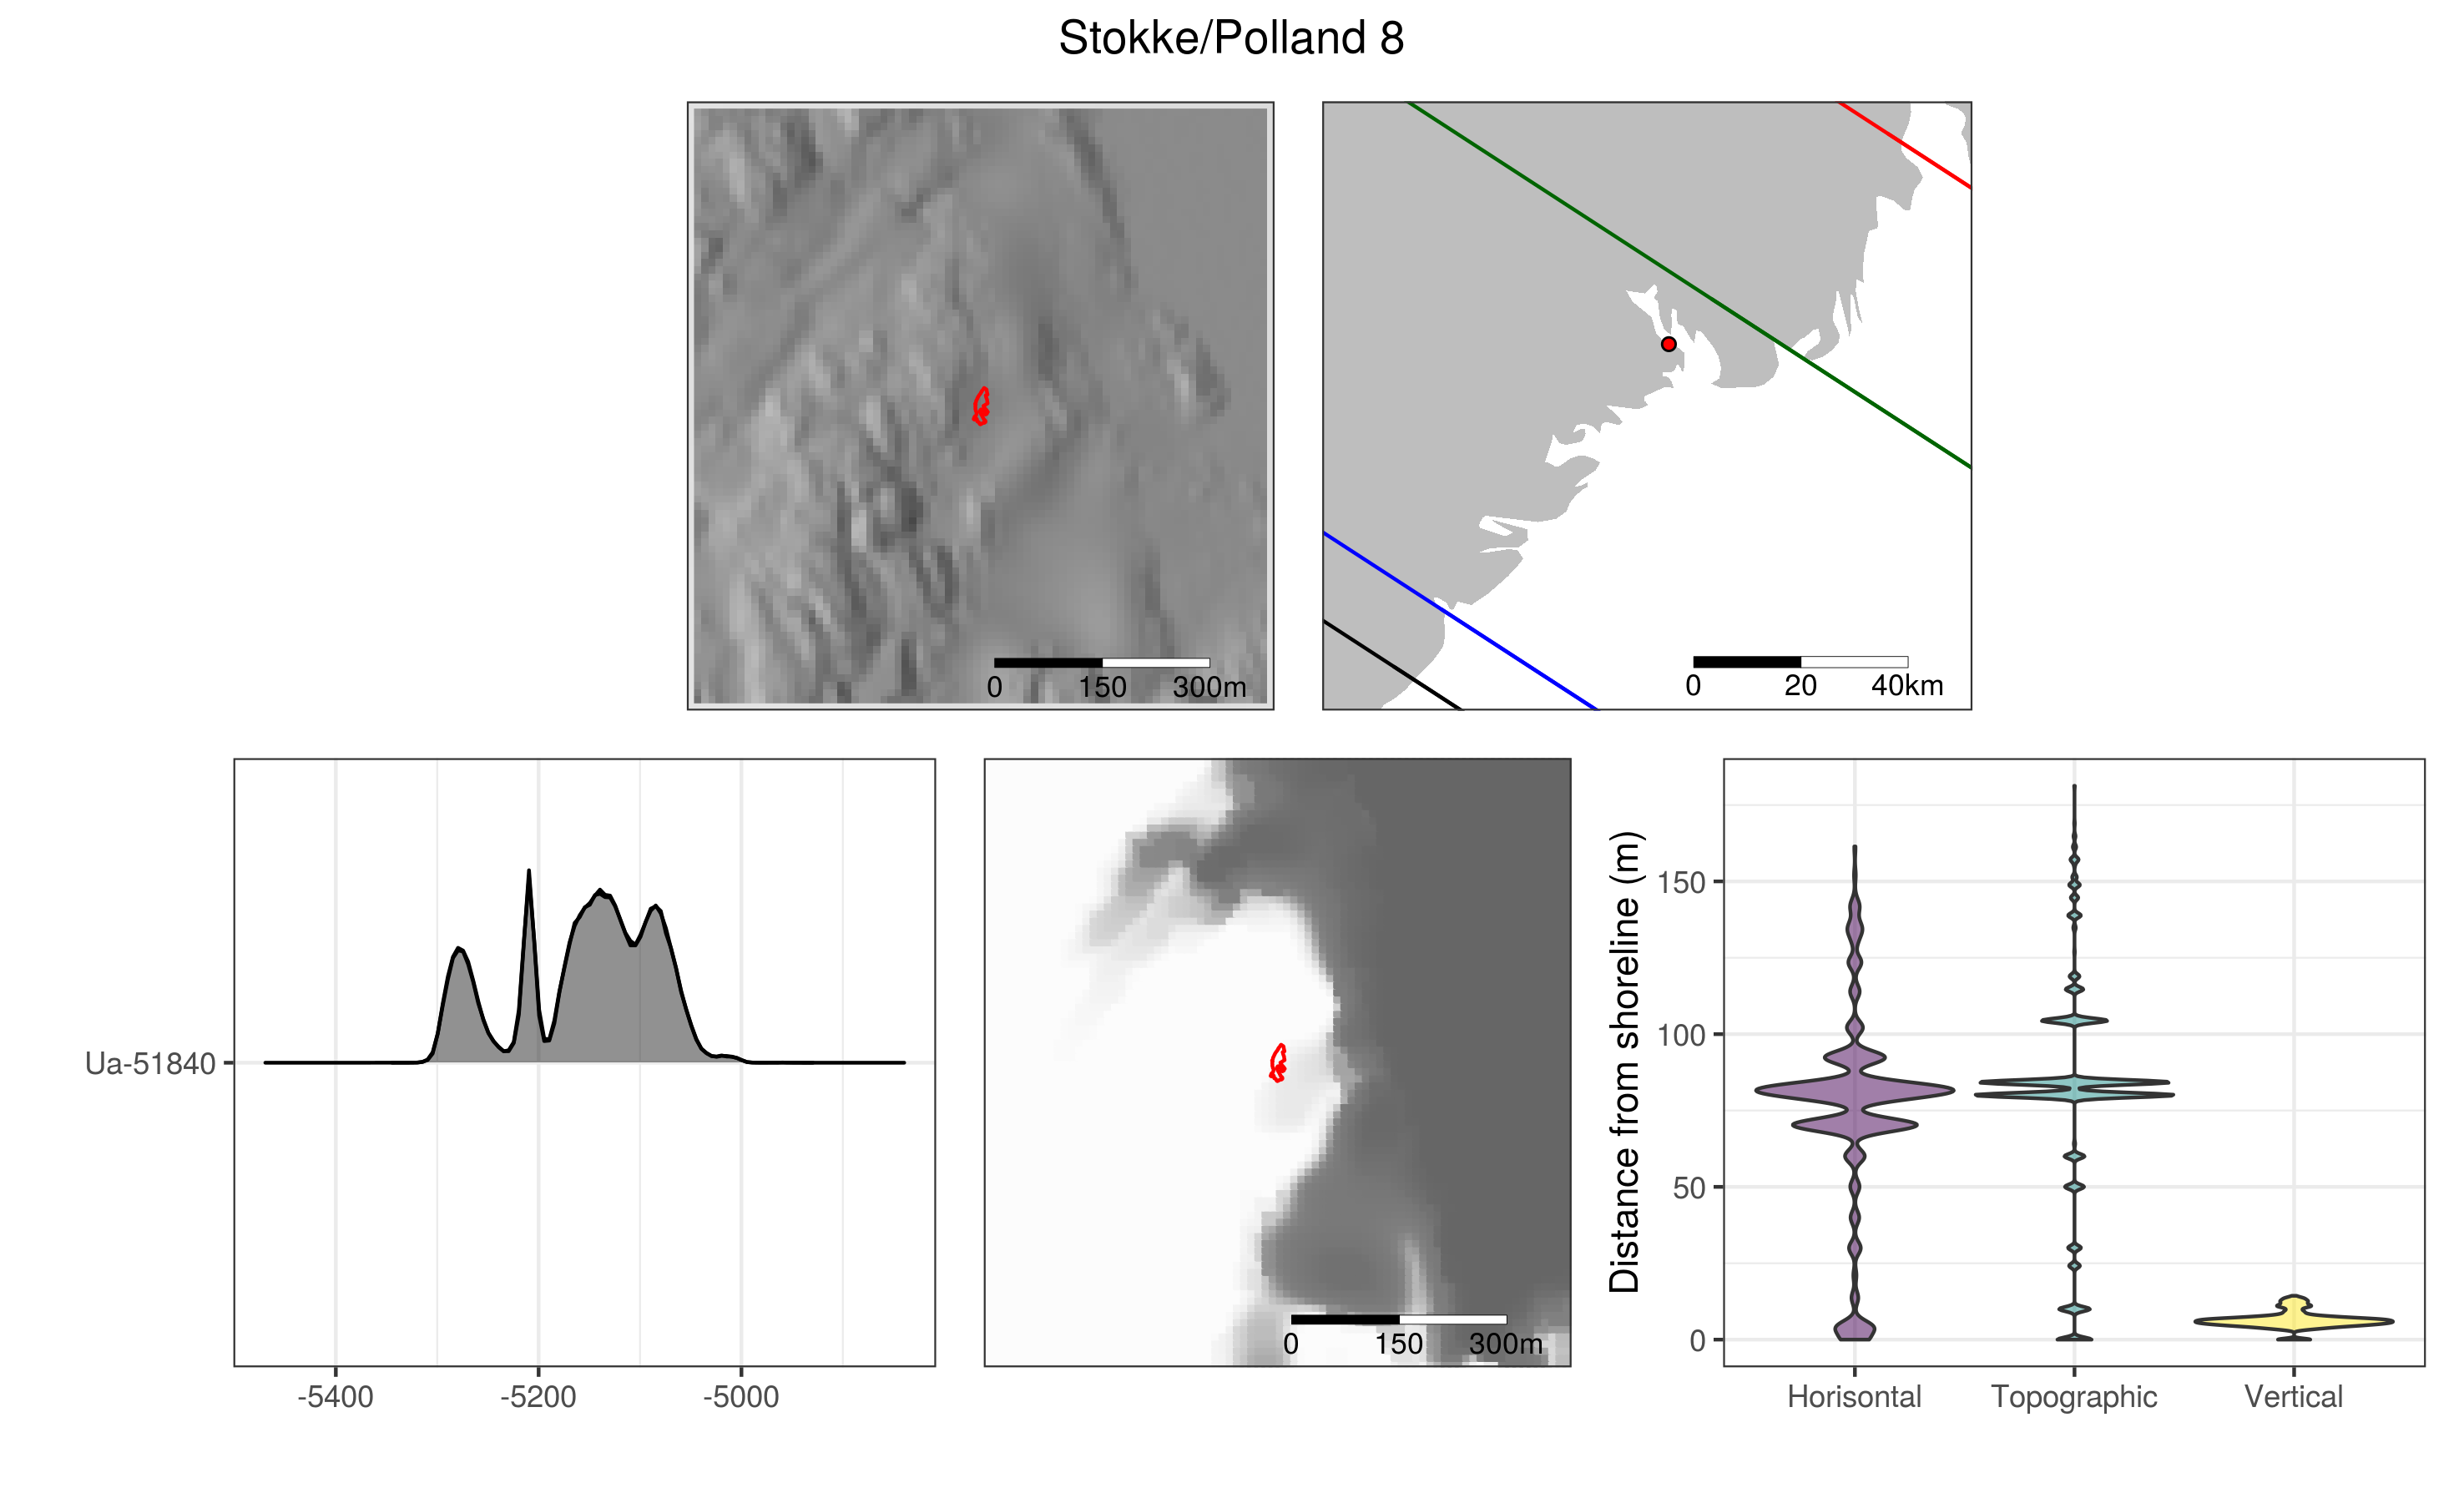 Stokke/Polland 8
0 150 300m
0 20 40km
Ua-51840
-5400 -5200 -5000
0 150 300m
Distance from shoreline (m)
150
100
50
0
Horisontal Topographic Vertical